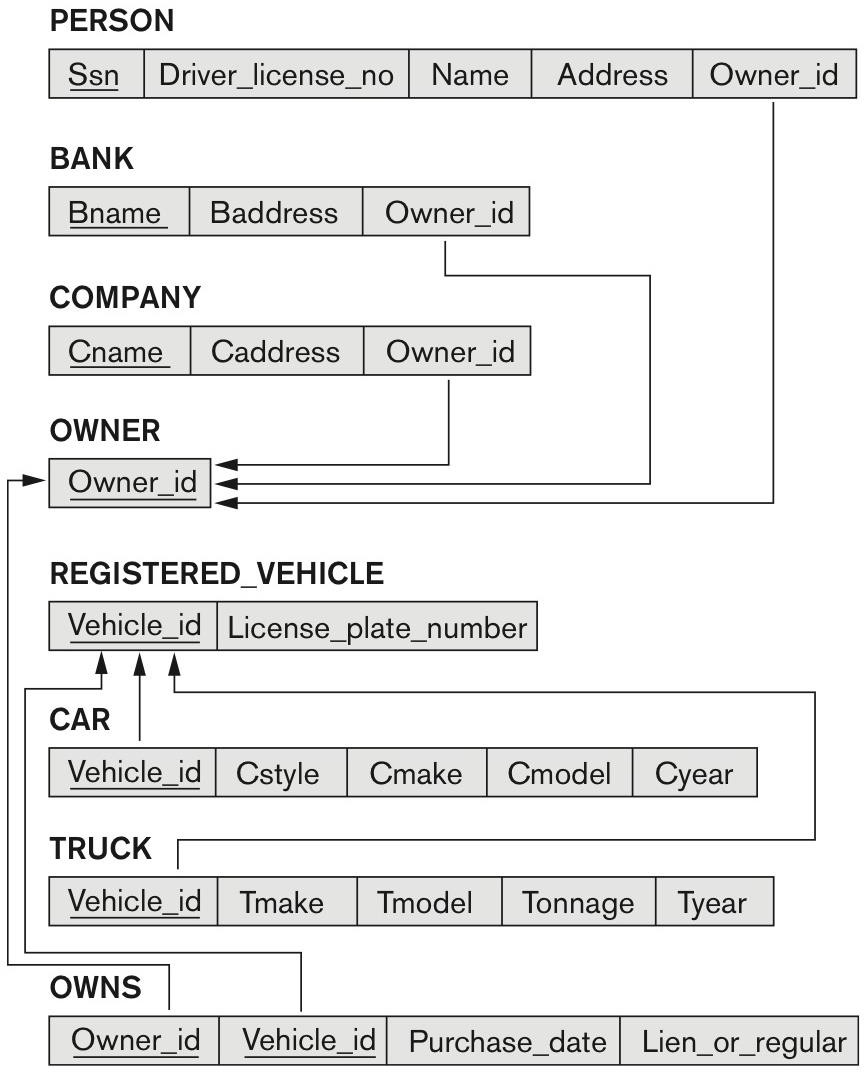 PERSON
Ssn Driver_license_no Name Address Owner_id
BANK
Bname Baddress Owner_id
COMPANY
Cname Caddress Owner_id
OWNER
Owner_id
REGISTERED_VEHICLE
Vehicle_id License_plate_number
CAR
Vehicle_id Cstyle Cmake Cmodel Cyear
TRUCK
Vehicle_id Tmake Tmodel Tonnage Tyear
OWNS
Owner_id Vehicle_id Purchase_date Lien_or_regular